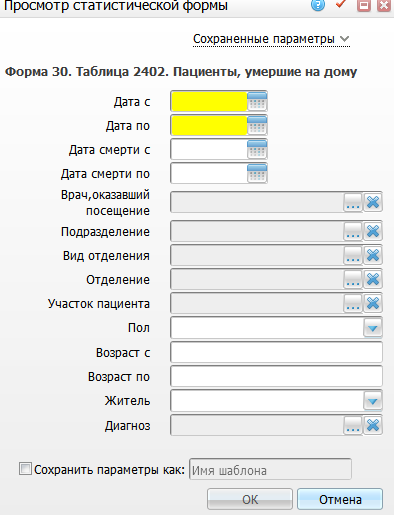 Просмотр статистической формы
Сохраненные параметры
Форма 30. Таблица 2402. Пациенты, умершие на дому
Дата с
Дата по
Дата смерти с
Дата смерти по
Врач,оказавший
посещение
Подразделение
Вид отделения
Отделение
Участок пациента
Пол
Возраст с
Возраст по
Житель
Диагноз
Сохранить параметры как: Имя шаблона
ОК Отмена